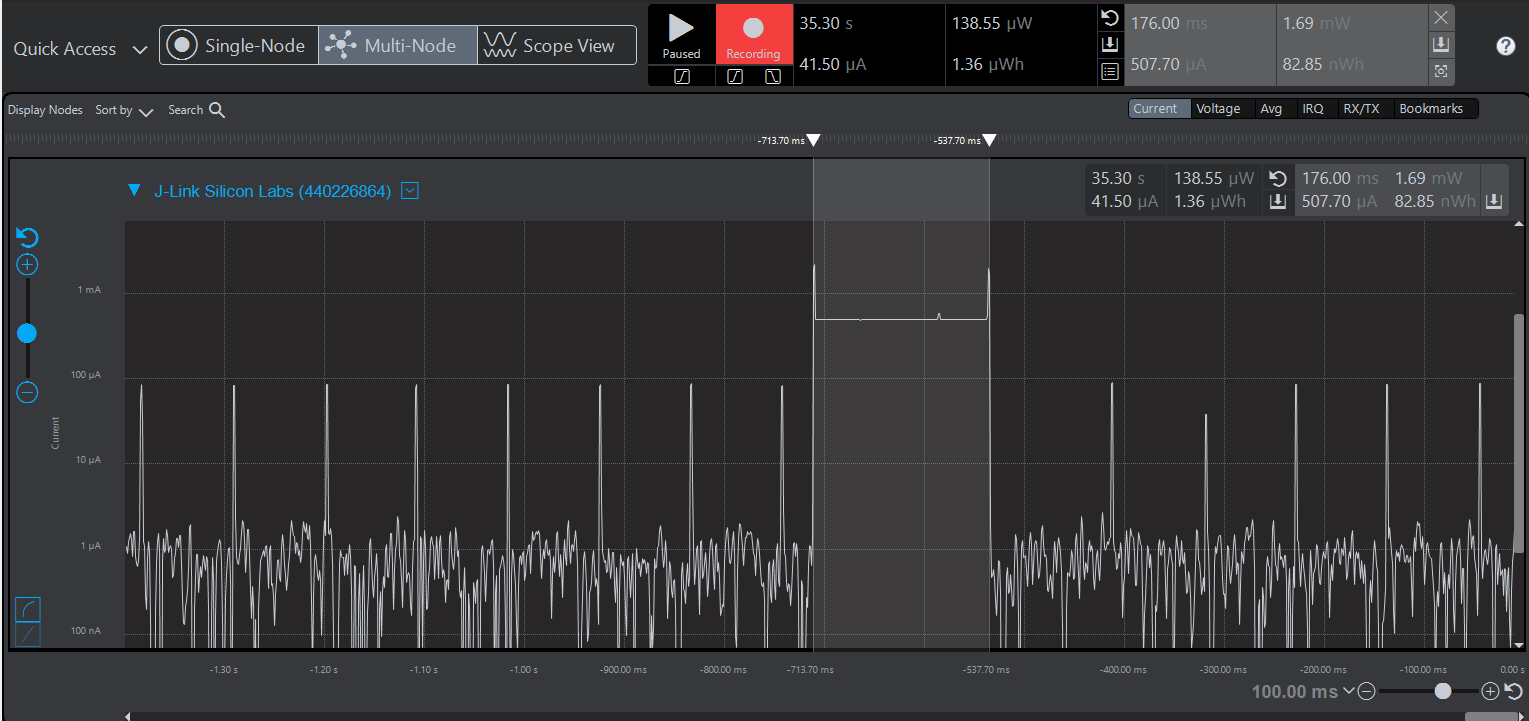 Quick Access Single-Node Multi-Node Scope View
Paused Recording
35.30 s 138.55 µW 176.00 ms 1.69 mW
41.50 µA 1.36 µWh 507.70 µA 82.85 nWh
Display Nodes Sort by Search Current Voltage Avg IRQ RX/TX Bookmarks
-713.70 ms -537.70 ms
J-Link Silicon Labs (440226864)
35.30 s 138.55 µW 176.00 ms 1.69 mW
41.50 µA 1.36 µWh 507.70 µA 82.85 nWh
1 mA
100 µA
Current
10 µA
1 µA
100 nA
-1.30 s -1.20 s -1.10 s -1.00 s -900.00 ms -800.00 ms -713.70 ms -537.70 ms -400.00 ms -300.00 ms -200.00 ms -100.00 ms 0.00 s
100.00 ms